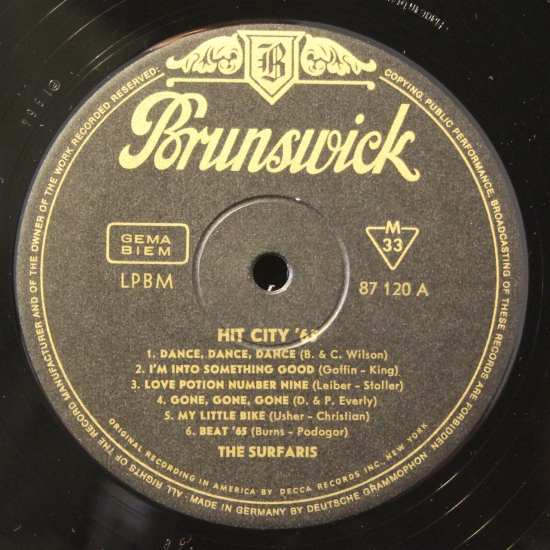 B
Brunswick
GEMA
BIEM
LPBM
M
33
87 120 A
HIT CITY '65
1. DANCE, DANCE, DANCE (B. & C. Wilson)
2. I'M INTO SOMETHING GOOD (Goffin - King)
3. LOVE POTION NUMBER NINE (Leiber - Stoller)
4. GONE, GONE, GONE (D. & P. Everly)
5. MY LITTLE BIKE (Usher - Christian)
6. BEAT '65 (Burns - Podogor)
THE SURFARIS
ORIGINAL RECORDING IN AMERICA BY DECCA RECORDS INC., NEW YORK
ALL RIGHTS OF THE RECORD MANUFACTURER AND OF THE OWNER OF THE WORK RECORDED RESERVED:
COPYING, PUBLIC PERFORMANCE, BROADCASTING OF THESE RECORDS ARE FORBIDDEN
MADE IN GERMANY BY DEUTSCHE GRAMMOPHON